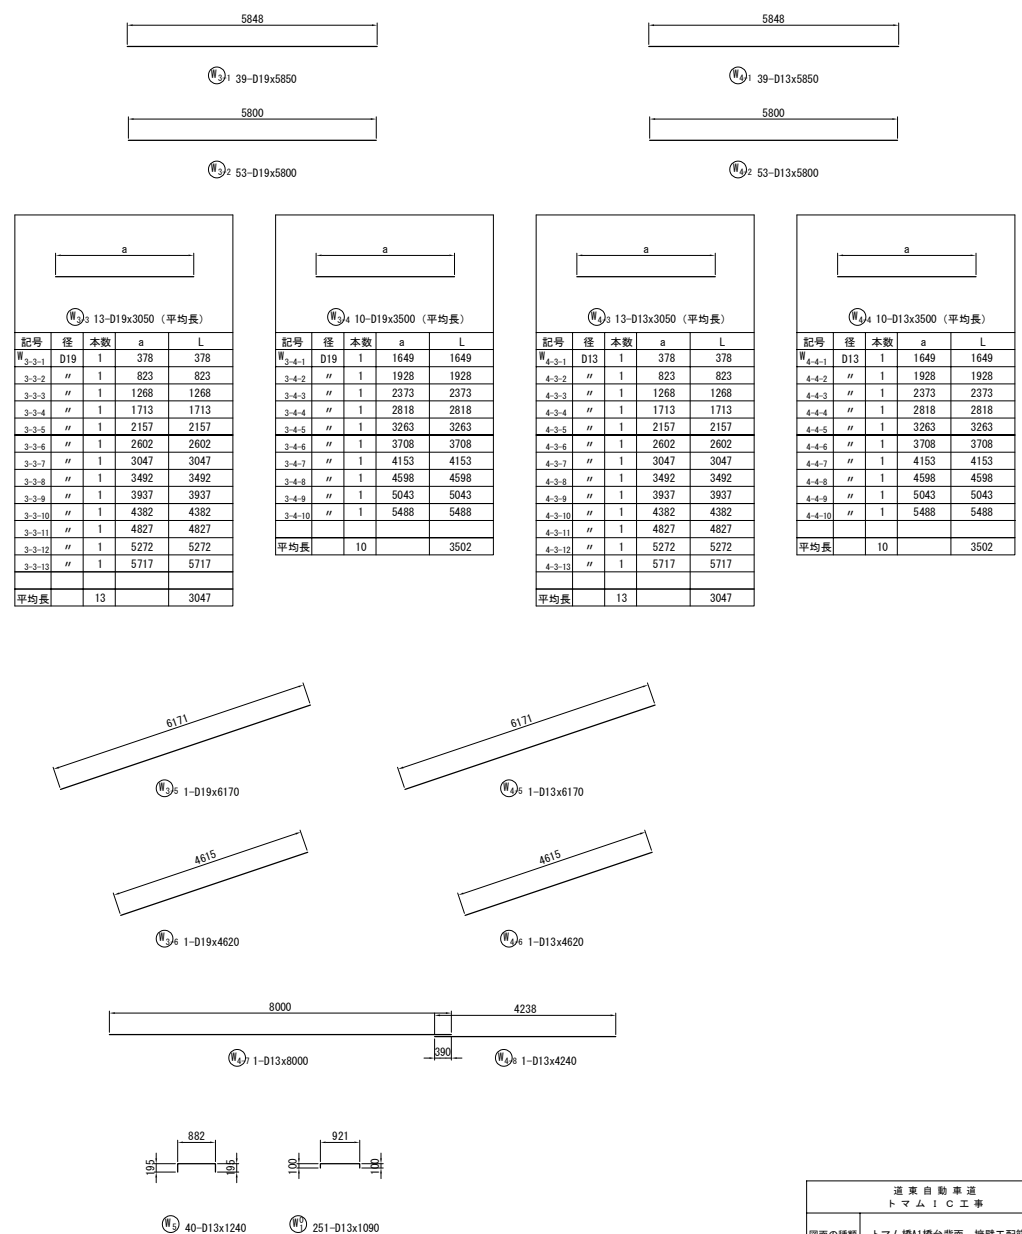 5848
5848
W3-1 39-D19x5850
W4-1 39-D13x5850
5800
5800
W3-2 53-D19x5800
W4-2 53-D13x5800
a
W3-3 13-D19x3050 (平均長)
記号 径 本数 a L
W3-3-1 D19 1 378 378
3-3-2 〃 1 823 823
3-3-3 〃 1 1268 1268
3-3-4 〃 1 1713 1713
3-3-5 〃 1 2157 2157
3-3-6 〃 1 2602 2602
3-3-7 〃 1 3047 3047
3-3-8 〃 1 3492 3492
3-3-9 〃 1 3937 3937
3-3-10 〃 1 4382 4382
3-3-11 〃 1 4827 4827
3-3-12 〃 1 5272 5272
3-3-13 〃 1 5717 5717
平均長 13 3047
a
W3-4 10-D19x3500 (平均長)
記号 径 本数 a L
W3-4-1 D19 1 1649 1649
3-4-2 〃 1 1928 1928
3-4-3 〃 1 2373 2373
3-4-4 〃 1 2818 2818
3-4-5 〃 1 3263 3263
3-4-6 〃 1 3708 3708
3-4-7 〃 1 4153 4153
3-4-8 〃 1 4598 4598
3-4-9 〃 1 5043 5043
3-4-10 〃 1 5488 5488
平均長 10 3502
a
W4-3 13-D13x3050 (平均長)
記号 径 本数 a L
W4-3-1 D13 1 378 378
4-3-2 〃 1 823 823
4-3-3 〃 1 1268 1268
4-3-4 〃 1 1713 1713
4-3-5 〃 1 2157 2157
4-3-6 〃 1 2602 2602
4-3-7 〃 1 3047 3047
4-3-8 〃 1 3492 3492
4-3-9 〃 1 3937 3937
4-3-10 〃 1 4382 4382
4-3-11 〃 1 4827 4827
4-3-12 〃 1 5272 5272
4-3-13 〃 1 5717 5717
平均長 13 3047
a
W4-4 10-D13x3500 (平均長)
記号 径 本数 a L
W4-4-1 D13 1 1649 1649
4-4-2 〃 1 1928 1928
4-4-3 〃 1 2373 2373
4-4-4 〃 1 2818 2818
4-4-5 〃 1 3263 3263
4-4-6 〃 1 3708 3708
4-4-7 〃 1 4153 4153
4-4-8 〃 1 4598 4598
4-4-9 〃 1 5043 5043
4-4-10 〃 1 5488 5488
平均長 10 3502
6171
6171
W3-5 1-D19x6170
W4-5 1-D13x6170
4615
4615
W3-6 1-D19x4620
W4-6 1-D13x4620
8000
4238
390
W4-7 1-D13x8000
W4-8 1-D13x4240
882
195
195
921
100
100
W5 40-D13x1240
251-D13x1090
道東自動車道
トマムIC工事